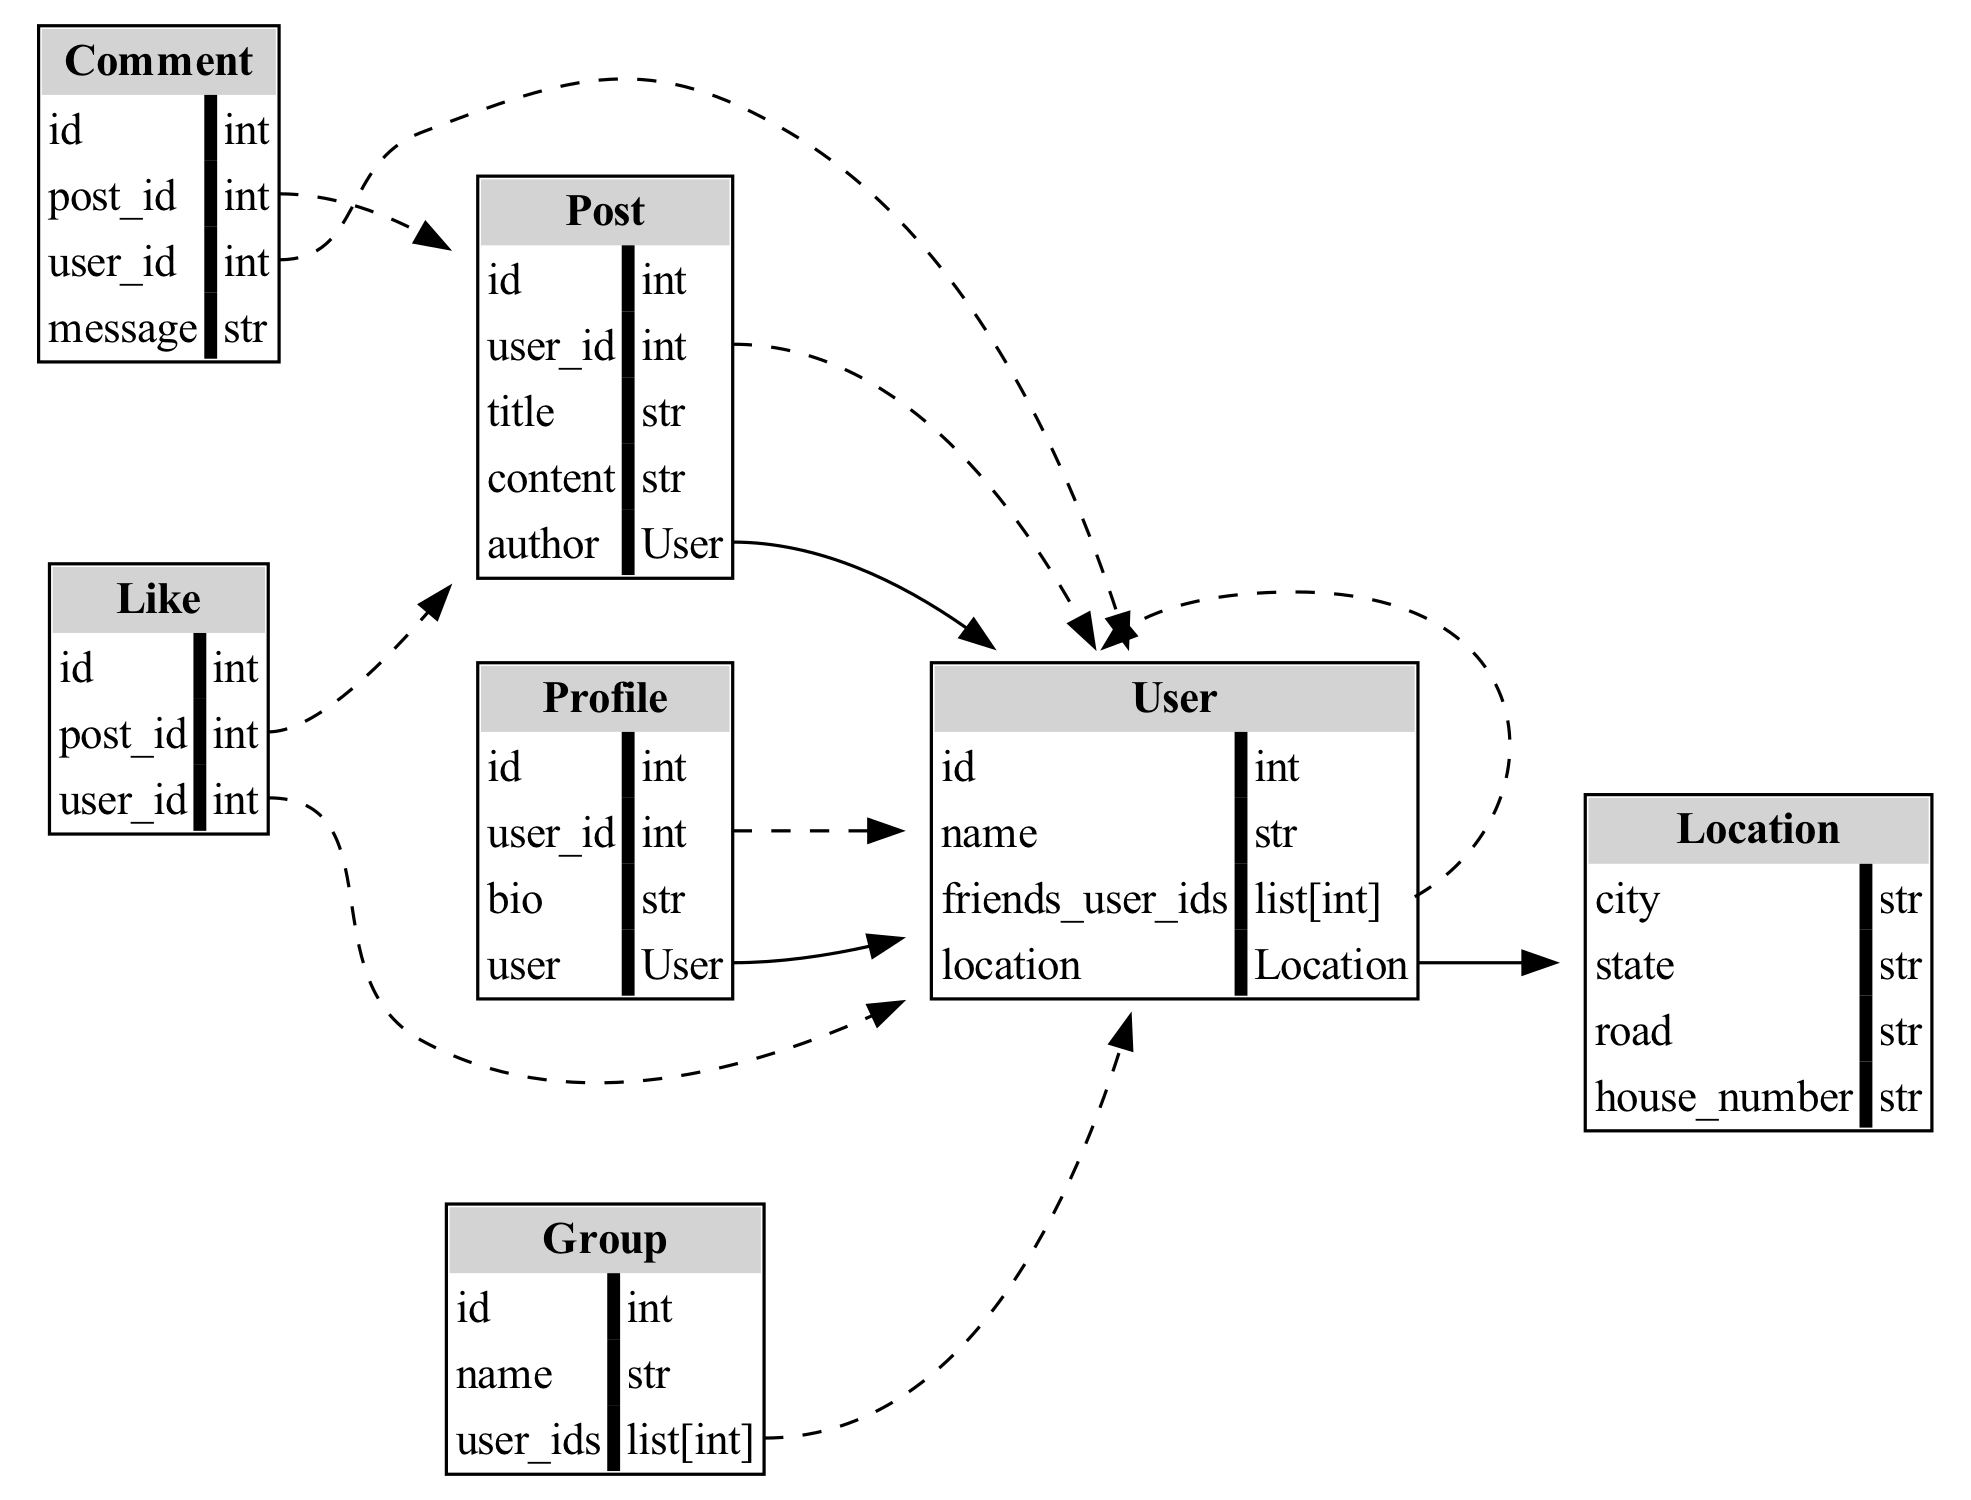 Comment
id int
post_id int
user_id int
message str
Post
id int
user_id int
title str
content str
author User
Like
id int
post_id int
user_id int
Profile
id int
user_id int
bio str
user User
User
id int
name str
friends_user_ids list[int]
location Location
Location
city str
state str
road str
house_number str
Group
id int
name str
user_ids list[int]